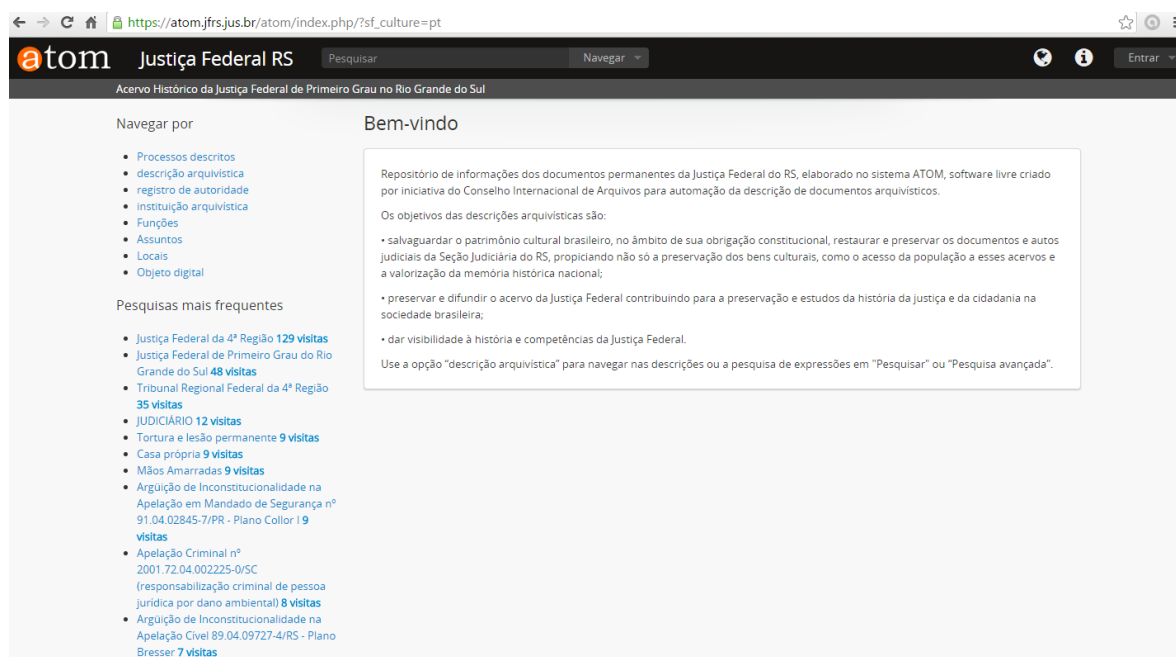 https://atom.jfrs.jus.br/atom/index.php/?sf_culture=pt
atom Justiça Federal RS Pesquisar Navegar Entrar
Acervo Histórico da Justiça Federal de Primeiro Grau no Rio Grande do Sul
Navegar por
• Processos descritos
• descrição arquivística
• registro de autoridade
• instituição arquivística
• Funções
• Assuntos
• Locais
• Objeto digital
Pesquisas mais frequentes
• Justiça Federal da 4ª Região 129 visitas
• Justiça Federal de Primeiro Grau do Rio
Grande do Sul 48 visitas
• Tribunal Regional Federal da 4ª Região
35 visitas
• JUDICIÁRIO 12 visitas
• Tortura e lesão permanente 9 visitas
• Casa própria 9 visitas
• Mãos Amarradas 9 visitas
• Argüição de Inconstitucionalidade na
Apelação em Mandado de Segurança nº
91.04.02845-7/PR - Plano Collor I 9
visitas
• Apelação Criminal nº
2001.72.04.002225-0/SC
(responsabilização criminal de pessoa
jurídica por dano ambiental) 8 visitas
• Argüição de Inconstitucionalidade na
Apelação Cível 89.04.09727-4/RS - Plano
Bresser 7 visitas
Bem-vindo
Repositório de informações dos documentos permanentes da Justiça Federal do RS, elaborado no sistema ATOM, software livre criado
por iniciativa do Conselho Internacional de Arquivos para automação da descrição de documentos arquivísticos.
Os objetivos das descrições arquivísticas são:
• salvaguardar o patrimônio cultural brasileiro, no âmbito de sua obrigação constitucional, restaurar e preservar os documentos e autos
judiciais da Seção Judiciária do RS, propiciando não só a preservação dos bens culturais, como o acesso da população a esses acervos e
a valorização da memória histórica nacional;
• preservar e difundir o acervo da Justiça Federal contribuindo para a preservação e estudos da história da justiça e da cidadania na
sociedade brasileira;
• dar visibilidade à história e competências da Justiça Federal.
Use a opção "descrição arquivística" para navegar nas descrições ou a pesquisa de expressões em "Pesquisar" ou "Pesquisa avançada".